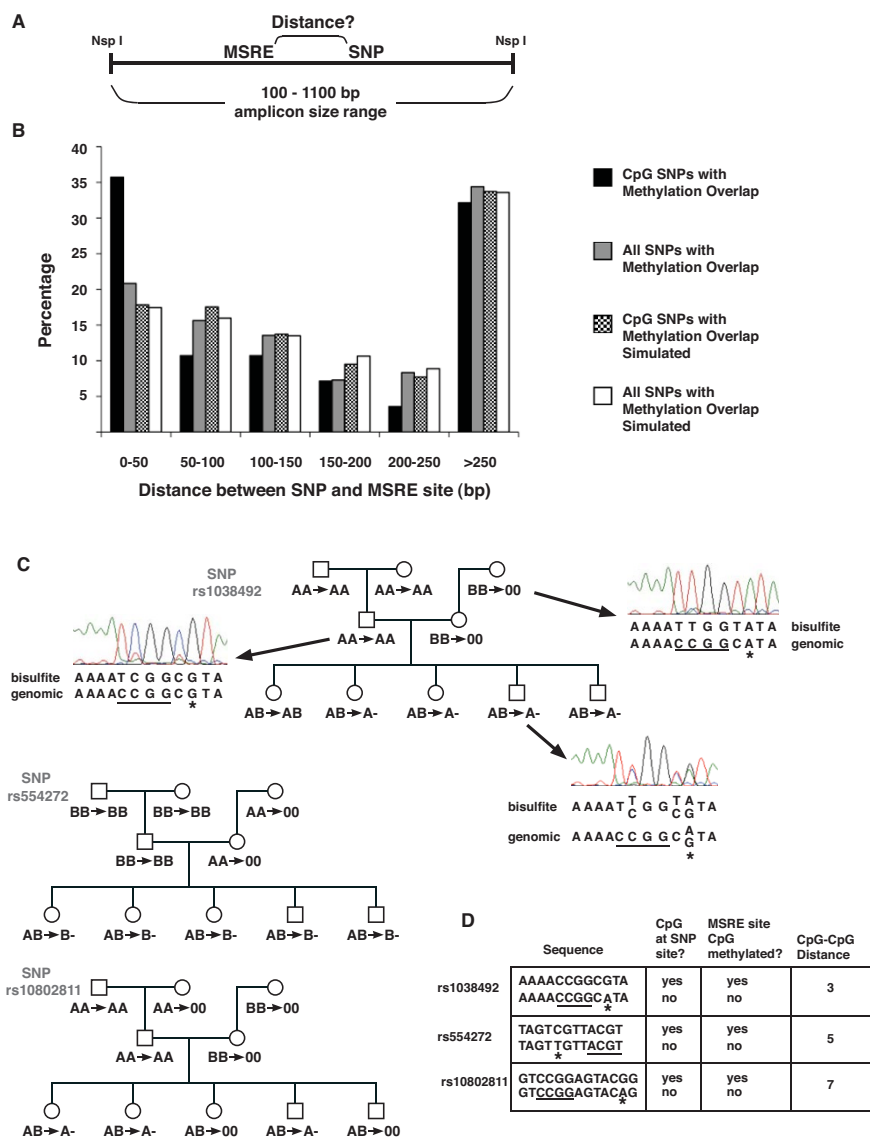 A
Distance?
Nsp I
MSRE
SNP
Nsp I
100 - 1100 bp
amplicon size range
B
Percentage
40
35
30
25
20
15
10
5
0-50 50-100 100-150 150-200 200-250 >250
Distance between SNP and MSRE site (bp)
CpG SNPs with
Methylation Overlap
All SNPs with
Methylation Overlap
CpG SNPs with
Methylation Overlap
Simulated
All SNPs with
Methylation Overlap
Simulated
C
SNP
rs1038492
AA→AA AA→AA BB→00
AA→AA BB→00
AB→AB AB→A- AB→A- AB→A- AB→A-
bisulfite A A A A T C G G C G T A
genomic A A A A C C G G C G T A
*
A A A A T T G G T A T A bisulfite
A A A A C C G G C A T A genomic
*
bisulfite A A A A T T/C G G T/C A/G T A
genomic A A A A C C G G C A/G T A
*
SNP
rs554272
BB→BB BB→BB AA→00
BB→BB AA→00
AB→B- AB→B- AB→B- AB→B- AB→B-
SNP
rs10802811
AA→AA AA→00 BB→00
AA→AA BB→00
AB→A- AB→A- AB→00 AB→A- AB→00
D
Sequence
CpG
at SNP
site?
MSRE site
CpG
methylated?
CpG-CpG
Distance
rs1038492
AAAACCGGCGTA yes yes
AAAACCGGCATA no no
*
3
rs554272
TAGTCGTTACGT yes yes
TAGTTGTTACGT no no
*
5
rs10802811
GTCCGGAGTACGG yes yes
GTCCGGAGTACAG no no
*
7